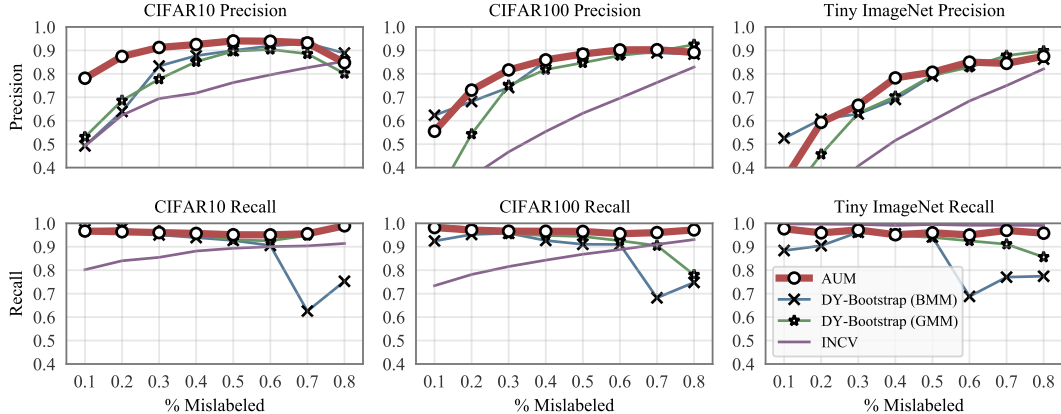 CIFAR10 Precision
CIFAR100 Precision
Tiny ImageNet Precision
Precision
1.0
0.9
0.8
0.7
0.6
0.5
0.4
CIFAR10 Recall
CIFAR100 Recall
Tiny ImageNet Recall
Recall
1.0
0.9
0.8
0.7
0.6
0.5
0.4
AUM
DY-Bootstrap (BMM)
DY-Bootstrap (GMM)
INCV
0.1 0.2 0.3 0.4 0.5 0.6 0.7 0.8
0.1 0.2 0.3 0.4 0.5 0.6 0.7 0.8
0.1 0.2 0.3 0.4 0.5 0.6 0.7 0.8
% Mislabeled
% Mislabeled
% Mislabeled